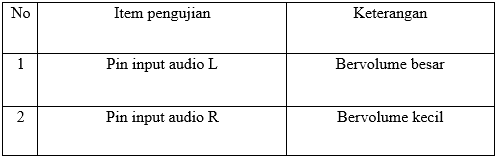 No Item pengujian Keterangan
1 Pin input audio L Bervolume besar
2 Pin input audio R Bervolume kecil